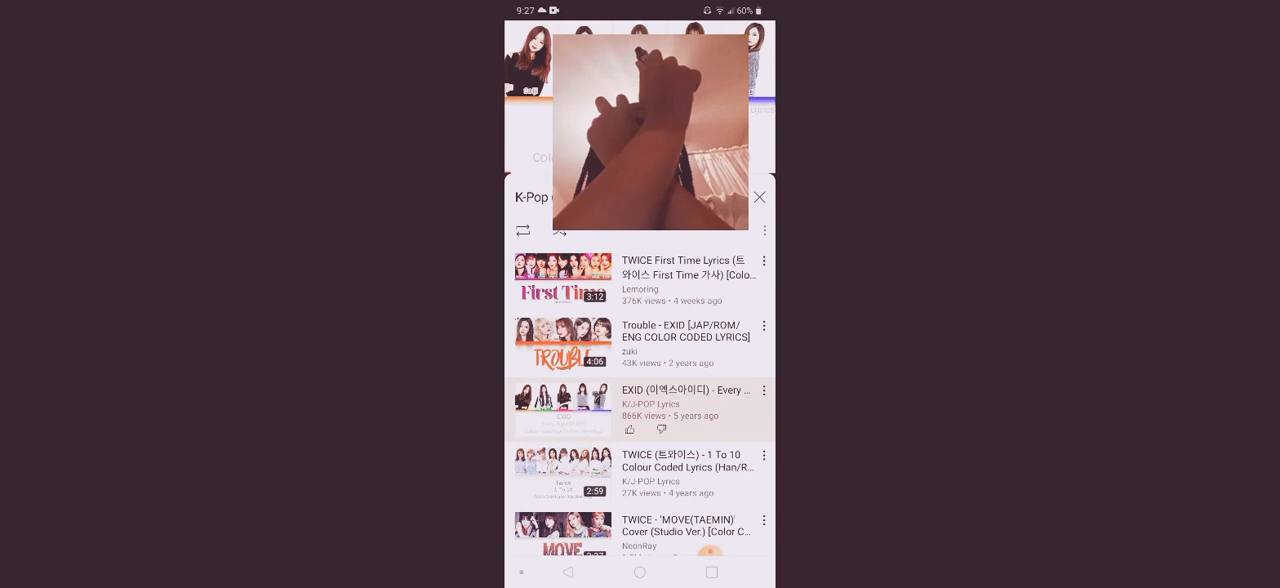 9:27
60%
Solji
K-Pop
TWICE First Time Lyrics (트
와이스 First Time 가사) [Colo...
Lemoring
376K views • 4 weeks ago
First Time
3:12
Trouble - EXID [JAP/ROM/
ENG COLOR CODED LYRICS]
zuki
43K views • 2 years ago
TROUBLE
4:06
EXID (이엑스아이디) - Every ...
K/J-POP Lyrics
866K views • 5 years ago
EXID
TWICE (트와이스) - 1 To 10
Colour Coded Lyrics (Han/R...
K/J-POP Lyrics
27K views • 4 years ago
2:59
TWICE - 'MOVE(TAEMIN)'
Cover (Studio Ver.) [Color C...
NeonRay
MOVE